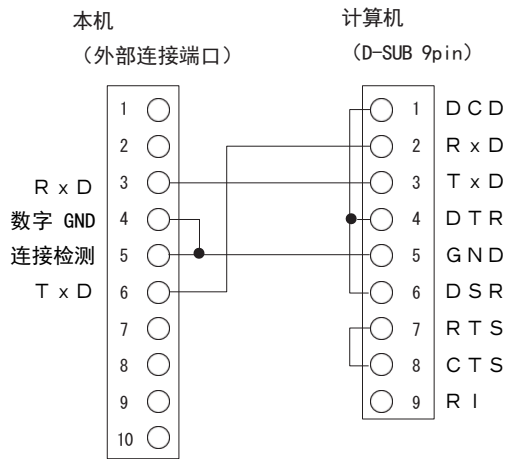 本机
（外部连接端口）
计算机
（D-SUB 9pin）
1
2
RxD 3
数字 GND 4
连接检测 5
TxD 6
7
8
9
10
1 DCD
2 RxD
3 TxD
4 DTR
5 GND
6 DSR
7 RTS
8 CTS
9 RI